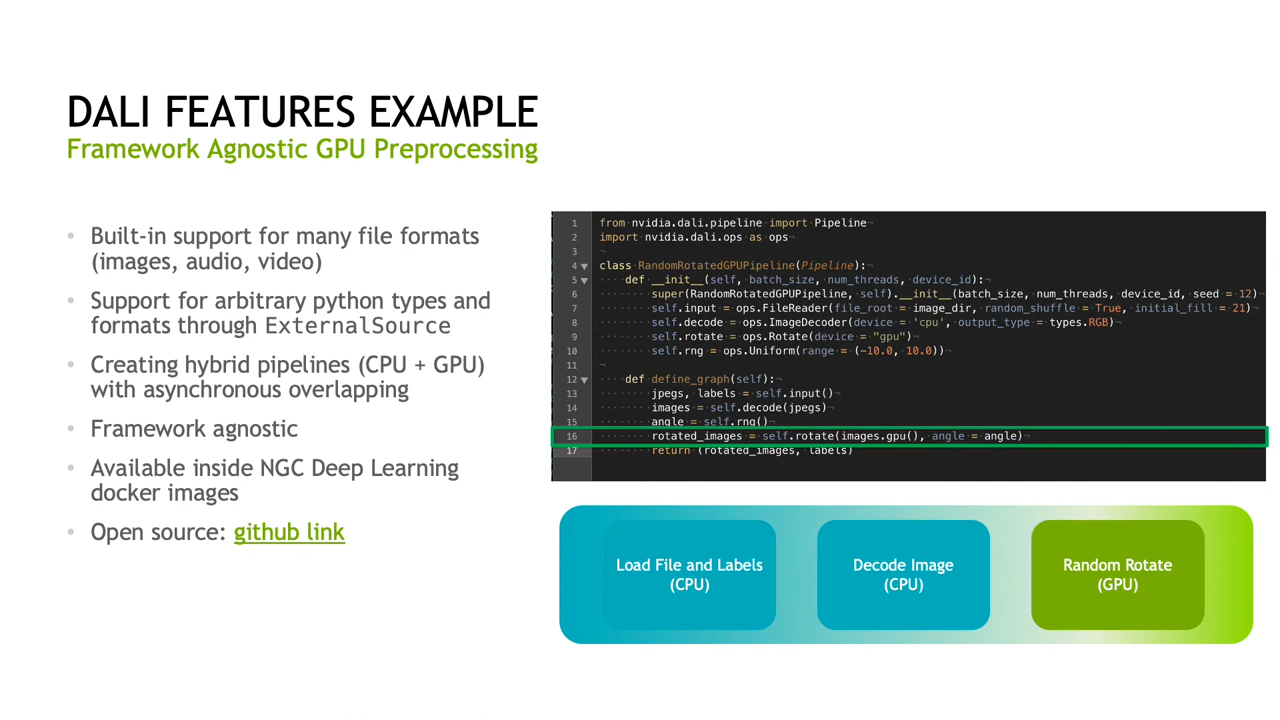 DALI FEATURES EXAMPLE
Framework Agnostic GPU Preprocessing
• Built-in support for many file formats
(images, audio, video)
• Support for arbitrary python types and
formats through ExternalSource
• Creating hybrid pipelines (CPU + GPU)
with asynchronous overlapping
• Framework agnostic
• Available inside NGC Deep Learning
docker images
• Open source: github link
1 from nvidia.dali.pipeline import Pipeline
2 import nvidia.dali.ops as ops
3
4 class RandomRotatedGPUPipeline(Pipeline):
5     def __init__(self, batch_size, num_threads, device_id):
6         super(RandomRotatedGPUPipeline, self).__init__(batch_size, num_threads, device_id, seed = 12)
7         self.input = ops.FileReader(file_root = image_dir, random_shuffle = True, initial_fill = 21)
8         self.decode = ops.ImageDecoder(device = 'cpu', output_type = types.RGB)
9         self.rotate = ops.Rotate(device = "gpu")
10         self.rng = ops.Uniform(range = (-10.0, 10.0))
11
12     def define_graph(self):
13         jpegs, labels = self.input()
14         images = self.decode(jpegs)
15         angle = self.rng()
16         rotated_images = self.rotate(images.gpu(), angle = angle)
17         return (rotated_images, labels)
Load File and Labels
(CPU)
Decode Image
(CPU)
Random Rotate
(GPU)